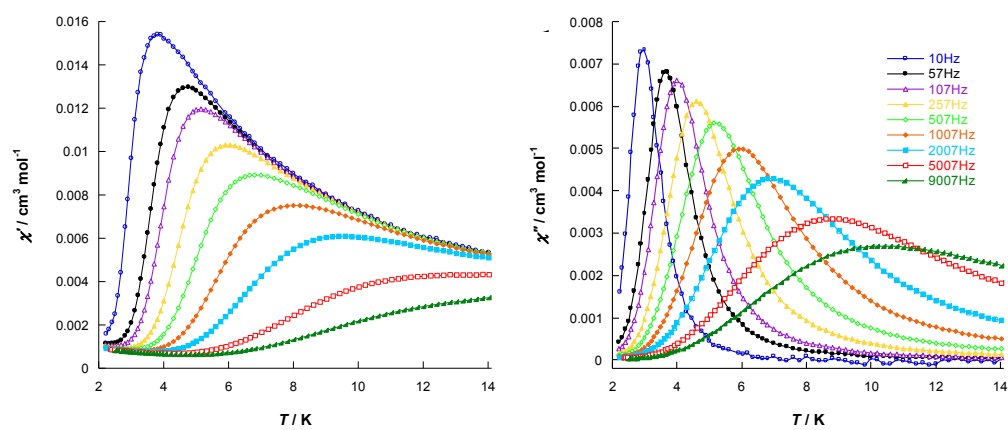 0.016
0.014
0.012
0.01
0.008
0.006
0.004
0.002
0
χ' / cm³ mol⁻¹
2
4
6
8
10
12
14
T / K
0.008
0.007
0.006
0.005
0.004
0.003
0.002
0.001
0
χ" / cm³ mol⁻¹
2
4
6
8
10
12
14
T / K
10Hz
57Hz
107Hz
257Hz
507Hz
1007Hz
2007Hz
5007Hz
9007Hz